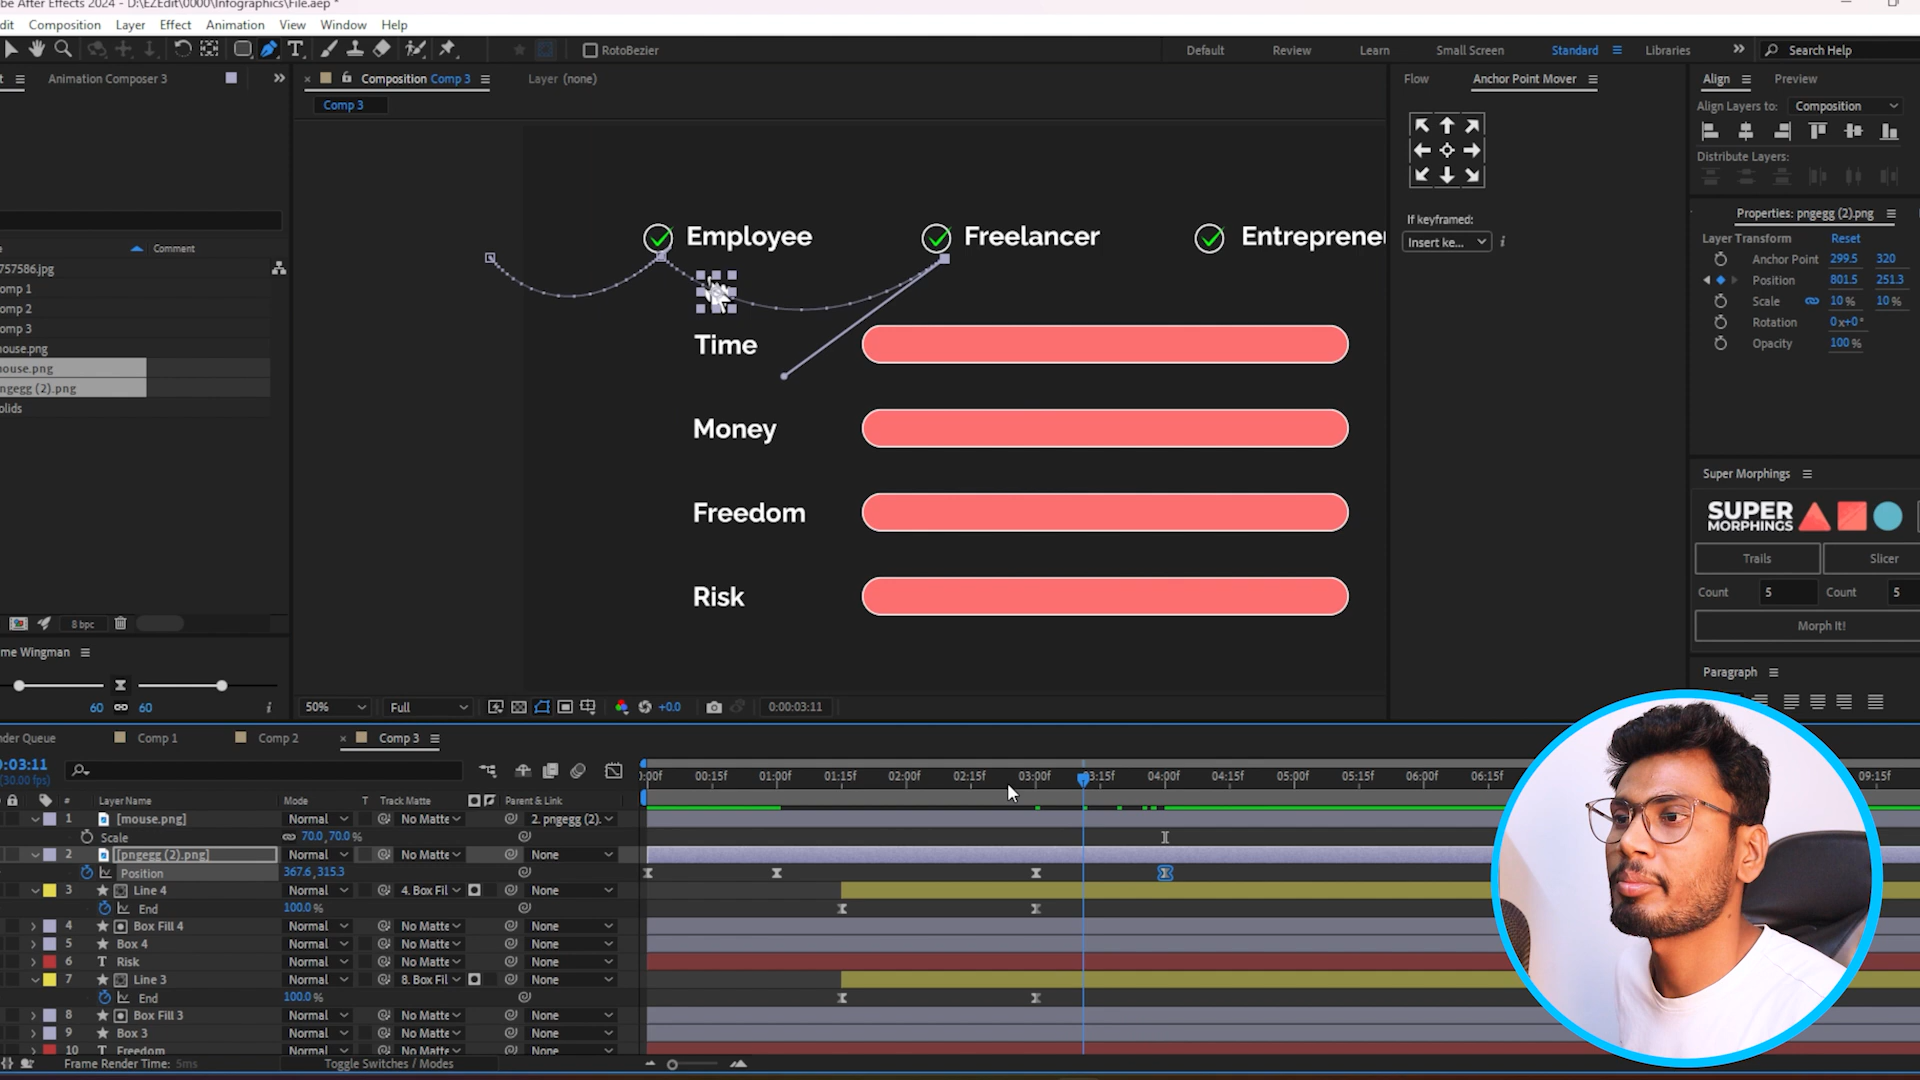 be After Effects 2024 - D:\EZEdit\0000\Infographics\File.aep *
dit Composition Layer Effect Animation View Window Help
RotoBezier
Default Review Learn Small Screen Standard Libraries Search Help
t Animation Composer 3
Composition Comp 3 Layer (none)
Comp 3
Flow Anchor Point Mover
Align Preview
Align Layers to: Composition
Distribute Layers:
If keyframed:
Insert ke... i
Properties: pngegg (2).png
Layer Transform Reset
Anchor Point 299.5 320
Position 801.5 251.3
Scale 10 % 10 %
Rotation 0x+0°
Opacity 100 %
e Comment
757586.jpg
omp 1
omp 2
omp 3
ouse.png
ouse.png
ngegg (2).png
olids
8 bpc
me Wingman
60 60 i
Employee Freelancer Entreprene
Time
Money
Freedom
Risk
50% Full +0.0 0:00:03:11
Super Morphings
SUPER
MORPHINGS
Trails Slicer
Count 5 Count 5
Morph It!
Paragraph
der Queue Comp 1 Comp 2 Comp 3
0:03:11
(30.00 fps)
:00f 00:15f 01:00f 01:15f 02:00f 02:15f 03:00f 03:15f 04:00f 04:15f 05:00f 05:15f 06:00f 06:15f 09:15f
# Layer Name Mode T Track Matte Parent & Link
1 [mouse.png] Normal No Matte 2. pngegg (2).
Scale 70.0,70.0 %
2 [pngegg (2).png] Normal No Matte None
Position 367.6,315.3
3 Line 4 Normal 4. Box Fil None
End 100.0 %
4 Box Fill 4 Normal No Matte None
5 Box 4 Normal No Matte None
6 T Risk Normal No Matte None
7 Line 3 Normal 8. Box Fil None
End 100.0 %
8 Box Fill 3 Normal No Matte None
9 Box 3 Normal No Matte None
10 T Freedom Normal No Matte None
Frame Render Time: 5ms Toggle Switches / Modes